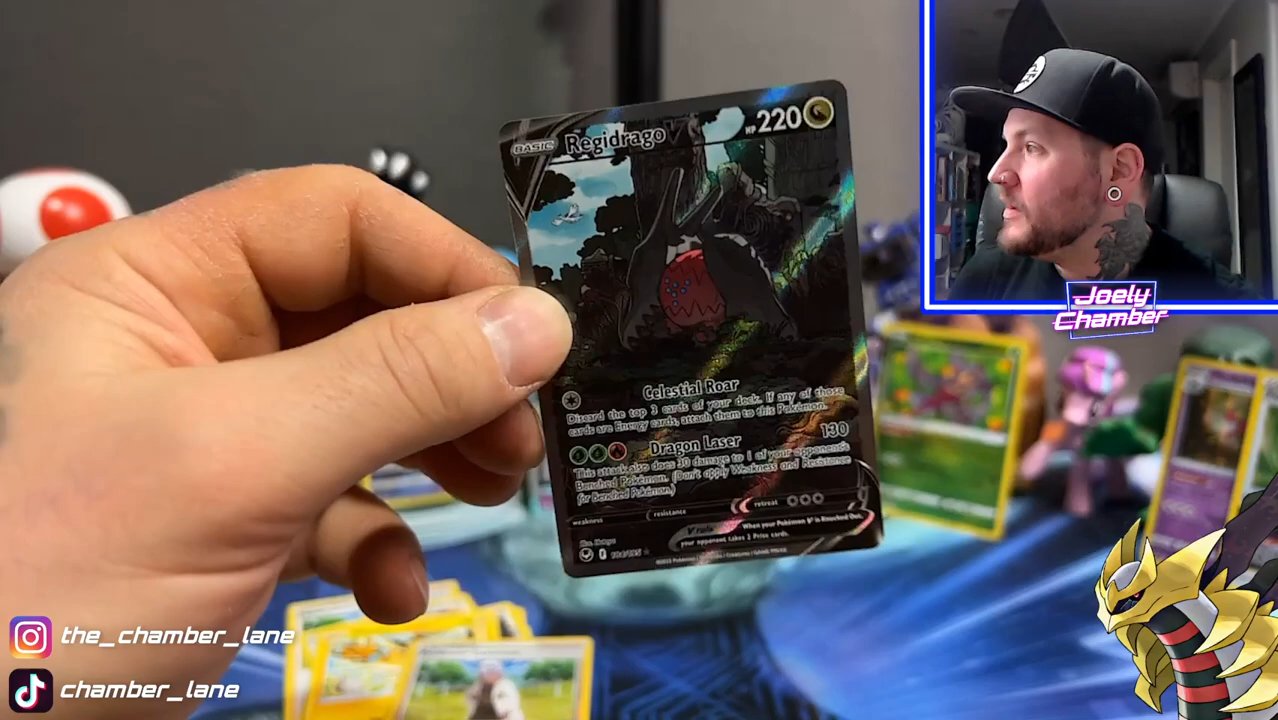 BASIC Regidrago V HP 220
Celestial Roar
Discard the top 3 cards of your deck. If any of those
cards are Energy cards, attach them to this Pokémon.
Dragon Laser 130
This attack also does 30 damage to 1 of your opponent's
Benched Pokémon. (Don't apply Weakness and Resistance
for Benched Pokémon.)
weakness resistance retreat
V rule When your Pokémon V is Knocked Out,
your opponent takes 2 Prize cards.
184/195
Joely
Chamber
the_chamber_lane
chamber_lane